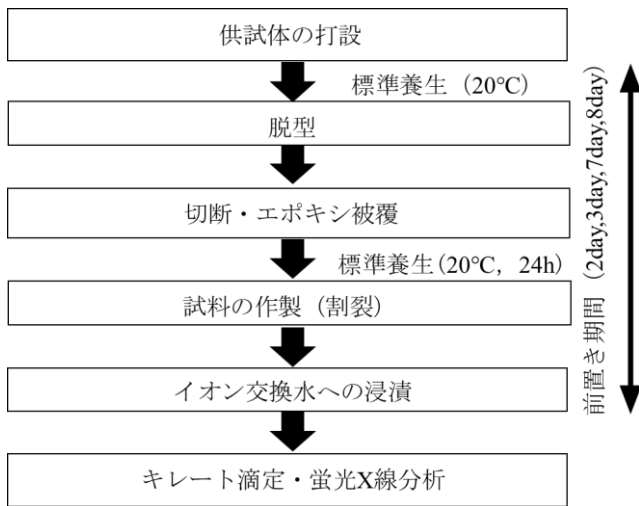 供試体の打設
標準養生（20℃）
脱型
切断・エポキシ被覆
標準養生(20℃，24h)
試料の作製（割裂）
イオン交換水への浸漬
キレート滴定・蛍光X線分析
前置き期間（2day,3day,7day,8day)